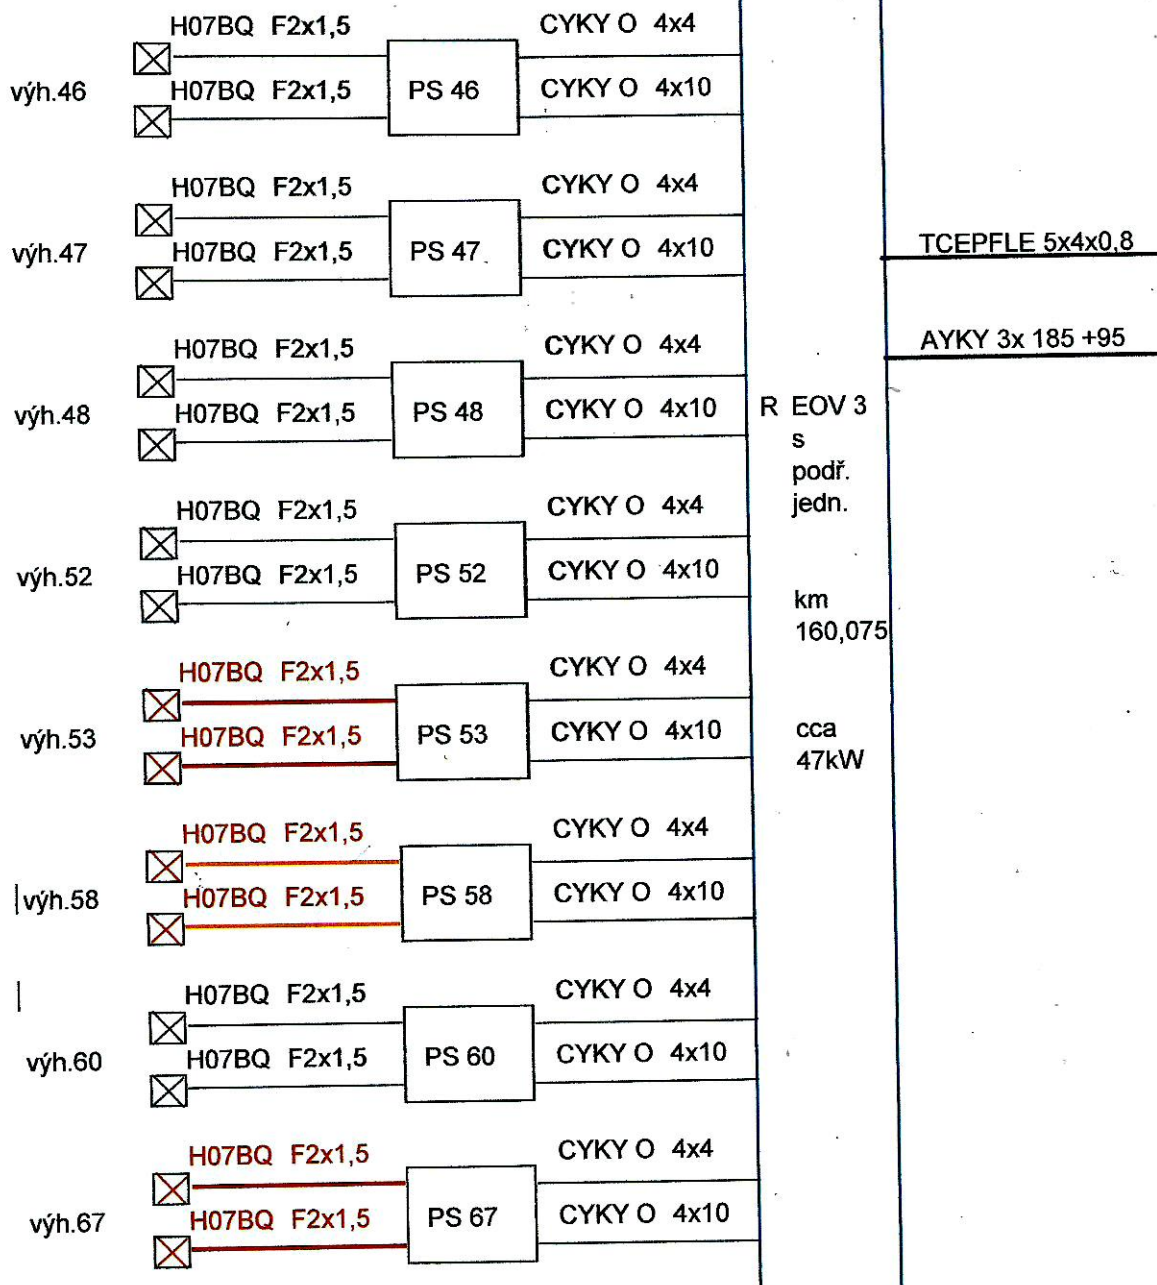 H07BQ F2x1,5 CYKY O 4x4
výh.46 H07BQ F2x1,5 PS 46 CYKY O 4x10
H07BQ F2x1,5 CYKY O 4x4
výh.47 H07BQ F2x1,5 PS 47 CYKY O 4x10
TCEPFLE 5x4x0,8
AYKY 3x 185 +95
H07BQ F2x1,5 CYKY O 4x4
výh.48 H07BQ F2x1,5 PS 48 CYKY O 4x10
R EOV 3
s
podř.
jedn.
km
160,075
cca
47kW
H07BQ F2x1,5 CYKY O 4x4
výh.52 H07BQ F2x1,5 PS 52 CYKY O 4x10
H07BQ F2x1,5 CYKY O 4x4
výh.53 H07BQ F2x1,5 PS 53 CYKY O 4x10
H07BQ F2x1,5 CYKY O 4x4
výh.58 H07BQ F2x1,5 PS 58 CYKY O 4x10
H07BQ F2x1,5 CYKY O 4x4
výh.60 H07BQ F2x1,5 PS 60 CYKY O 4x10
H07BQ F2x1,5 CYKY O 4x4
výh.67 H07BQ F2x1,5 PS 67 CYKY O 4x10